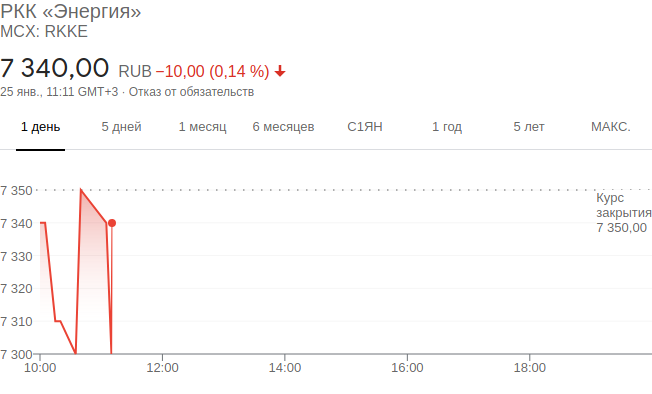 РКК «Энергия»
MCX: RKKE
7 340,00 RUB −10,00 (0,14 %)
25 янв., 11:11 GMT+3 · Отказ от обязательств
1 день 5 дней 1 месяц 6 месяцев С1ЯН 1 год 5 лет МАКС.
7 350
Курс
закрытия
7 350,00
7 340
7 330
7 320
7 310
7 300
10:00 12:00 14:00 16:00 18:00